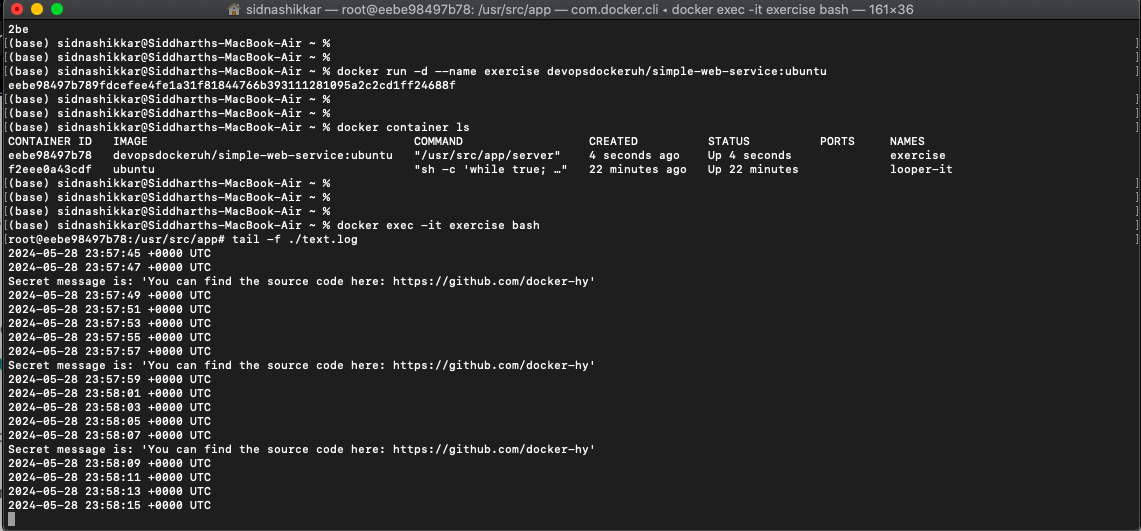 sidnashikkar — root@eebe98497b78: /usr/src/app — com.docker.cli ◂ docker exec -it exercise bash — 161×36
2be
[(base) sidnashikkar@Siddharths-MacBook-Air ~ % ]
[(base) sidnashikkar@Siddharths-MacBook-Air ~ % ]
[(base) sidnashikkar@Siddharths-MacBook-Air ~ % docker run -d --name exercise devopsdockeruh/simple-web-service:ubuntu ]
eebe98497b789fdcefee4fe1a31f81844766b393111281095a2c2cd1ff24688f
[(base) sidnashikkar@Siddharths-MacBook-Air ~ % ]
[(base) sidnashikkar@Siddharths-MacBook-Air ~ % ]
[(base) sidnashikkar@Siddharths-MacBook-Air ~ % docker container ls ]
CONTAINER ID IMAGE COMMAND CREATED STATUS PORTS NAMES
eebe98497b78 devopsdockeruh/simple-web-service:ubuntu "/usr/src/app/server" 4 seconds ago Up 4 seconds exercise
f2eee0a43cdf ubuntu "sh -c 'while true; …" 22 minutes ago Up 22 minutes looper-it
[(base) sidnashikkar@Siddharths-MacBook-Air ~ % ]
[(base) sidnashikkar@Siddharths-MacBook-Air ~ % ]
[(base) sidnashikkar@Siddharths-MacBook-Air ~ % ]
[(base) sidnashikkar@Siddharths-MacBook-Air ~ % docker exec -it exercise bash ]
[root@eebe98497b78:/usr/src/app# tail -f ./text.log ]
2024-05-28 23:57:45 +0000 UTC
2024-05-28 23:57:47 +0000 UTC
Secret message is: 'You can find the source code here: https://github.com/docker-hy'
2024-05-28 23:57:49 +0000 UTC
2024-05-28 23:57:51 +0000 UTC
2024-05-28 23:57:53 +0000 UTC
2024-05-28 23:57:55 +0000 UTC
2024-05-28 23:57:57 +0000 UTC
Secret message is: 'You can find the source code here: https://github.com/docker-hy'
2024-05-28 23:57:59 +0000 UTC
2024-05-28 23:58:01 +0000 UTC
2024-05-28 23:58:03 +0000 UTC
2024-05-28 23:58:05 +0000 UTC
2024-05-28 23:58:07 +0000 UTC
Secret message is: 'You can find the source code here: https://github.com/docker-hy'
2024-05-28 23:58:09 +0000 UTC
2024-05-28 23:58:11 +0000 UTC
2024-05-28 23:58:13 +0000 UTC
2024-05-28 23:58:15 +0000 UTC